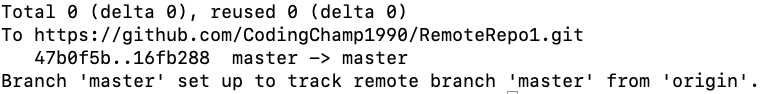 Total 0 (delta 0), reused 0 (delta 0)
To https://github.com/CodingChamp1990/RemoteRepo1.git
   47b0f5b..16fb288  master -> master
Branch 'master' set up to track remote branch 'master' from 'origin'.